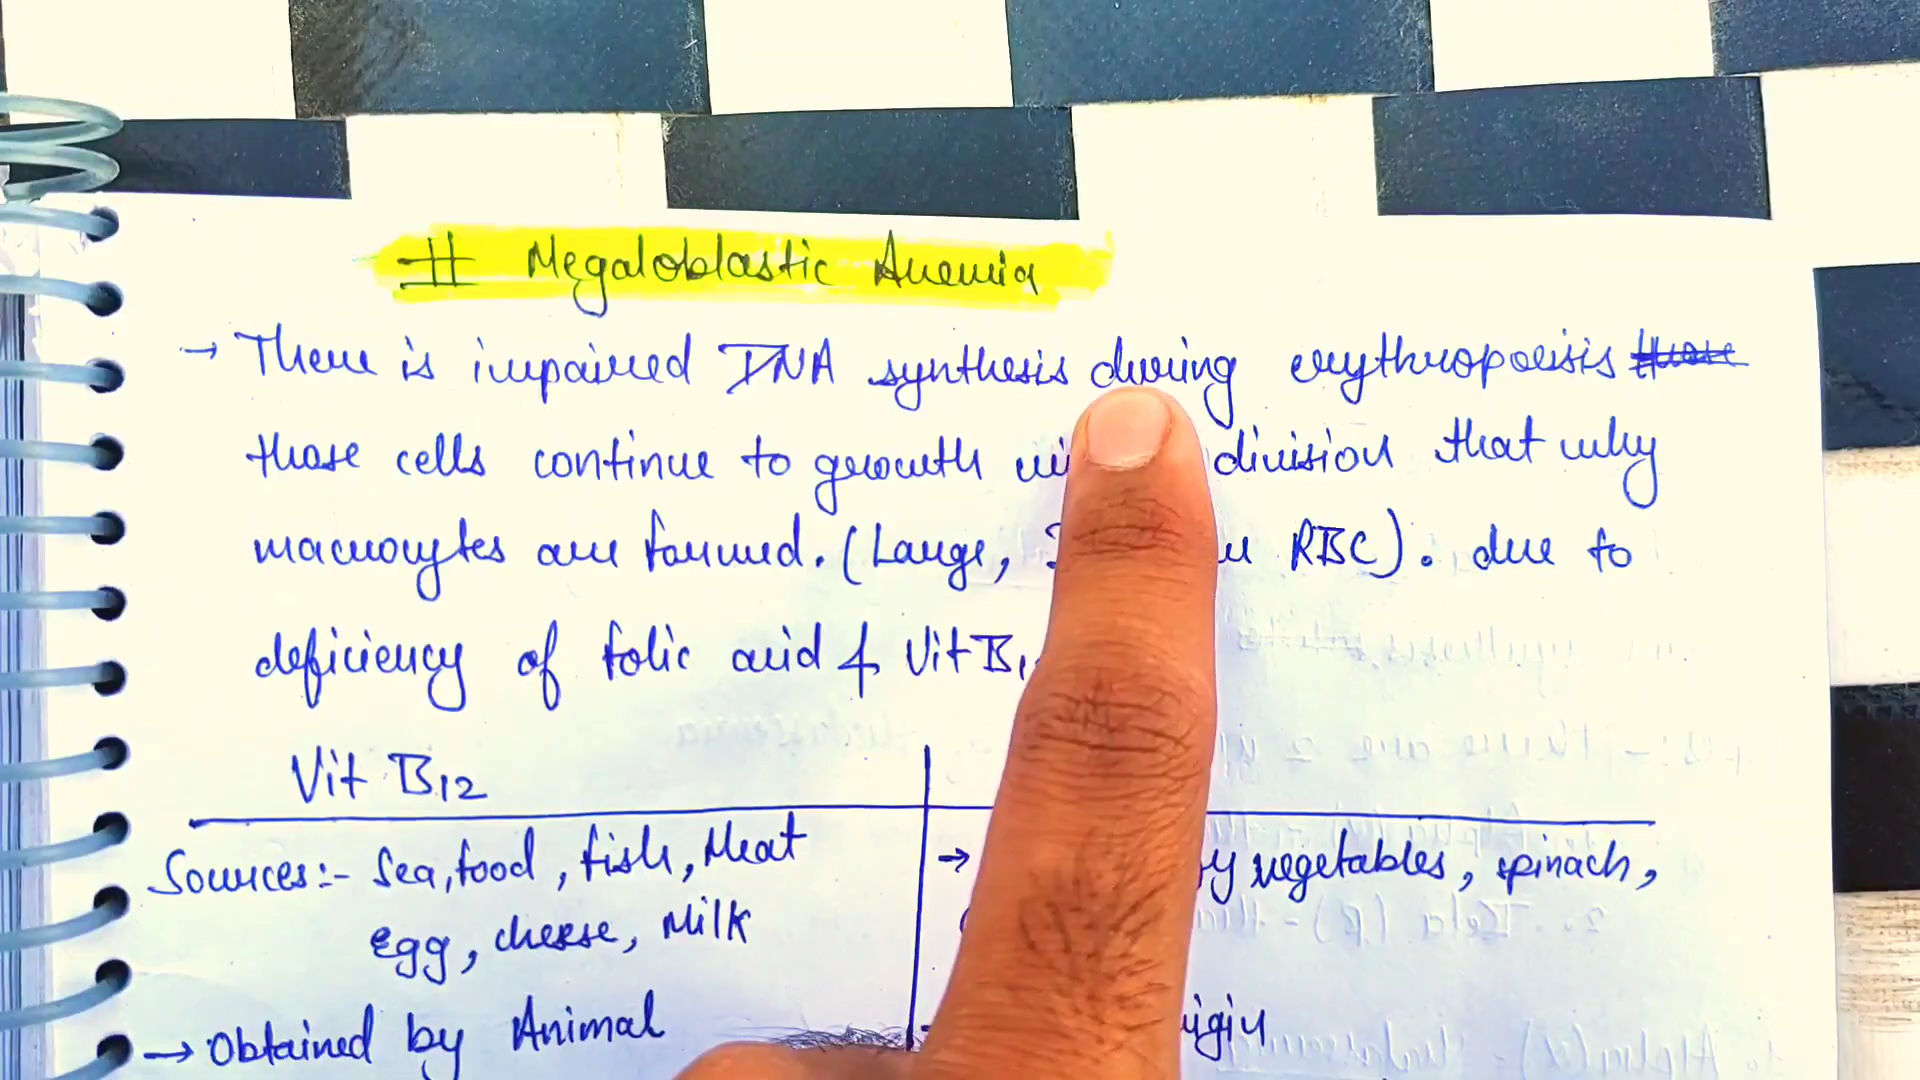 # Megaloblastic Anemia
→ There is impaired DNA synthesis during erythropoeisis
those cells continue to growth division that why
macrocytes are formed. (Large, RBC). due to
deficiency of folic acid & Vit B
Vit B12
Sources:- Sea,food, fish, Meat → vegetables, spinach,
Egg, cheese, Milk
→ Obtained by Animal